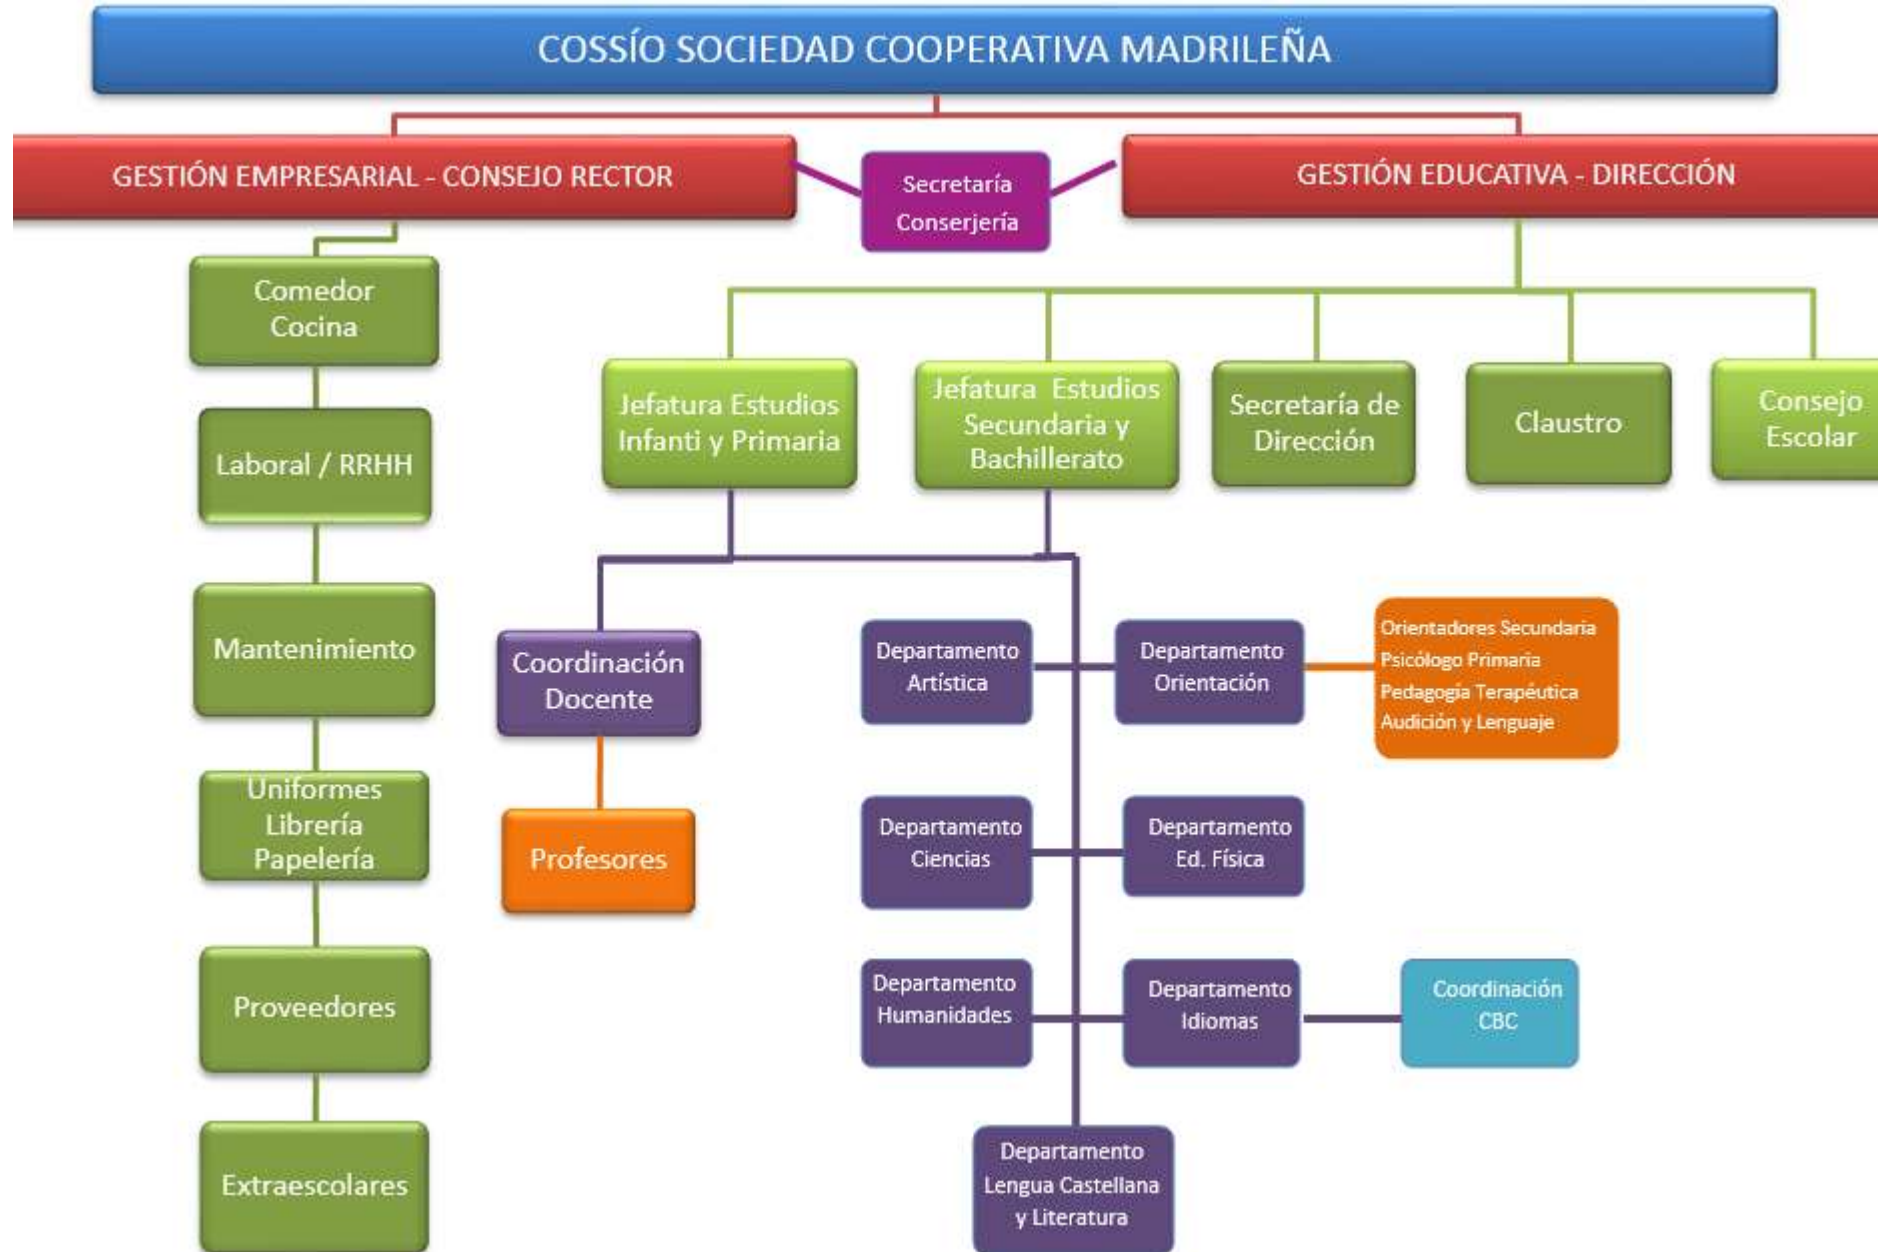 COSSÍO SOCIEDAD COOPERATIVA MADRILEÑA
GESTIÓN EMPRESARIAL - CONSEJO RECTOR
Secretaría
Conserjería
GESTIÓN EDUCATIVA - DIRECCIÓN
Comedor
Cocina
Laboral / RRHH
Mantenimiento
Uniformes
Librería
Papelería
Proveedores
Extraescolares
Jefatura Estudios
Infanti y Primaria
Jefatura Estudios
Secundaria y
Bachillerato
Secretaría de
Dirección
Claustro
Consejo
Escolar
Coordinación
Docente
Profesores
Departamento
Artística
Departamento
Orientación
Orientadores Secundaria
Psicólogo Primaria
Pedagogía Terapéutica
Audición y Lenguaje
Departamento
Ciencias
Departamento
Ed. Física
Departamento
Humanidades
Departamento
Idiomas
Coordinación
CBC
Departamento
Lengua Castellana
y Literatura